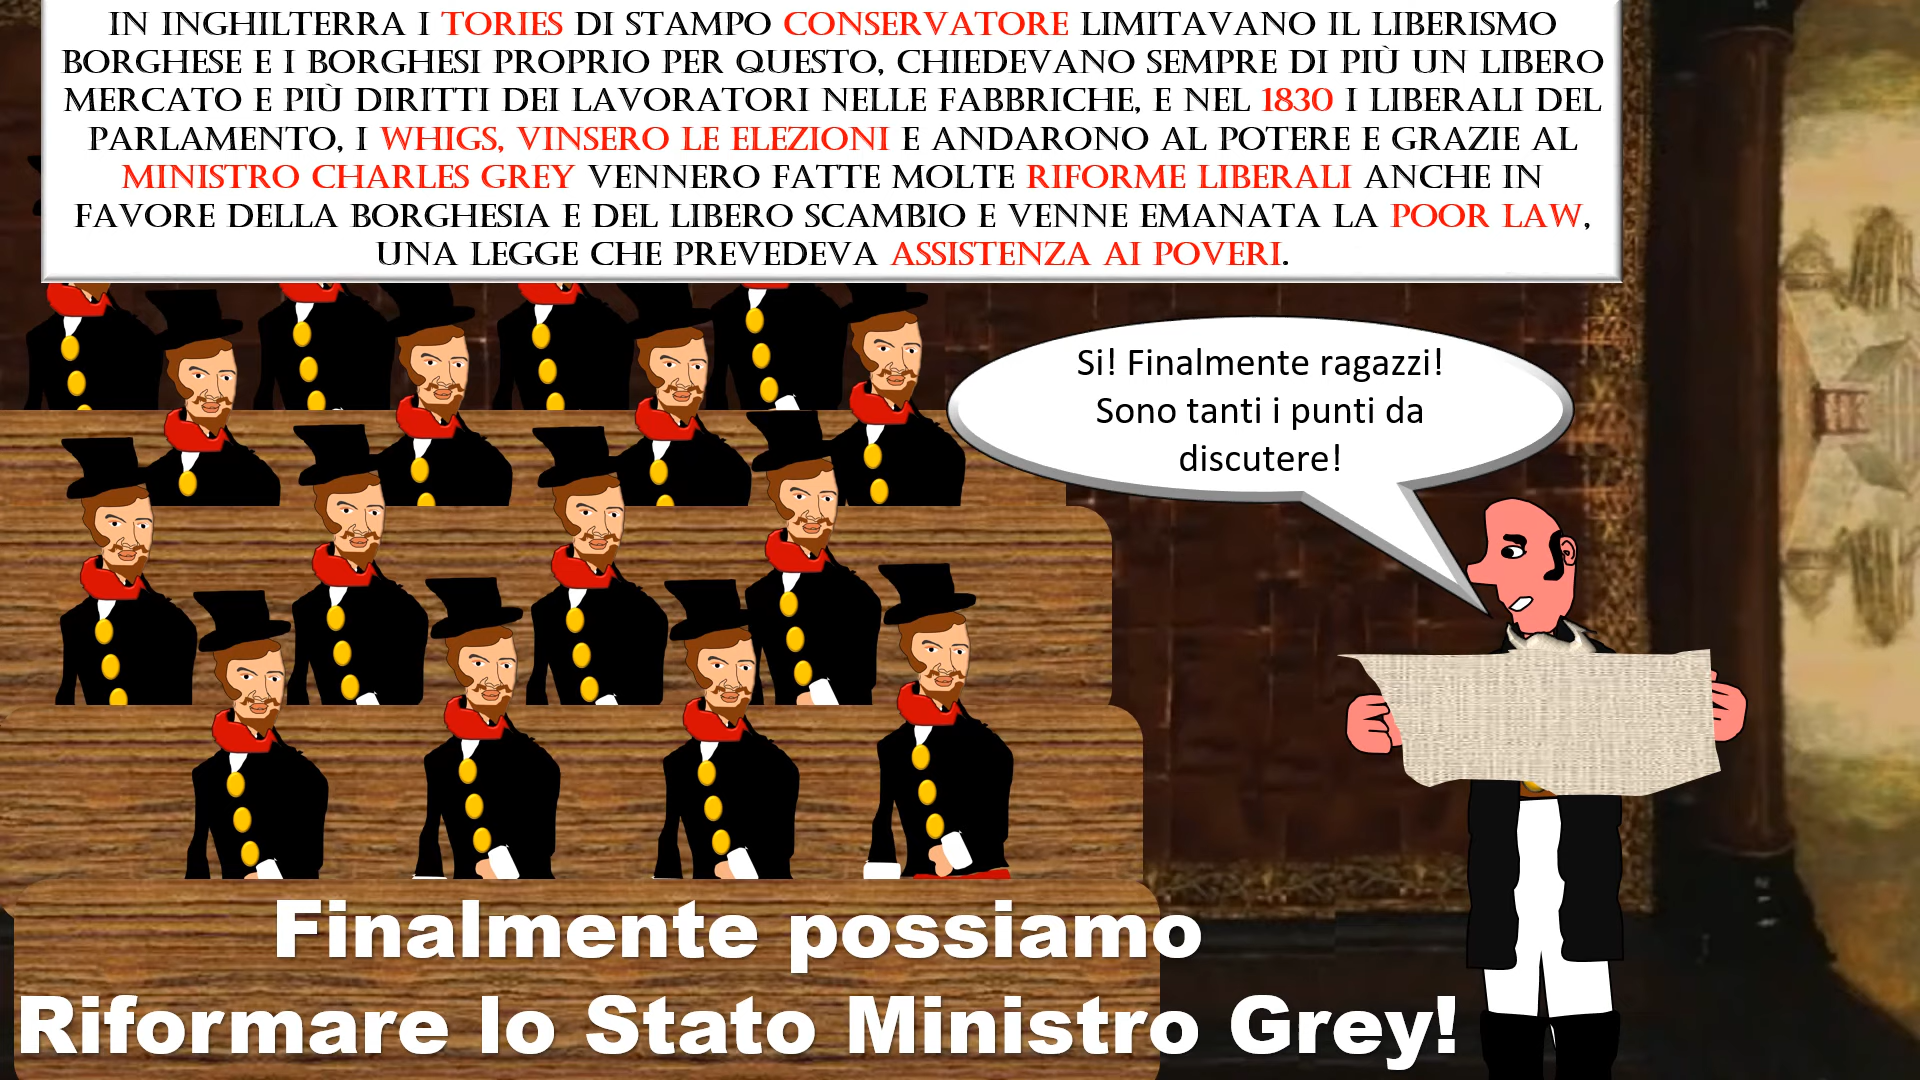 IN INGHILTERRA I TORIES DI STAMPO CONSERVATORE LIMITAVANO IL LIBERISMO
BORGHESE E I BORGHESI PROPRIO PER QUESTO, CHIEDEVANO SEMPRE DI PIÙ UN LIBERO
MERCATO E PIÙ DIRITTI DEI LAVORATORI NELLE FABBRICHE, E NEL 1830 I LIBERALI DEL
PARLAMENTO, I WHIGS, VINSERO LE ELEZIONI E ANDARONO AL POTERE E GRAZIE AL
MINISTRO CHARLES GREY VENNERO FATTE MOLTE RIFORME LIBERALI ANCHE IN
FAVORE DELLA BORGHESIA E DEL LIBERO SCAMBIO E VENNE EMANATA LA POOR LAW,
UNA LEGGE CHE PREVEDEVA ASSISTENZA AI POVERI.
Si! Finalmente ragazzi!
Sono tanti i punti da
discutere!
Finalmente possiamo
Riformare lo Stato Ministro Grey!